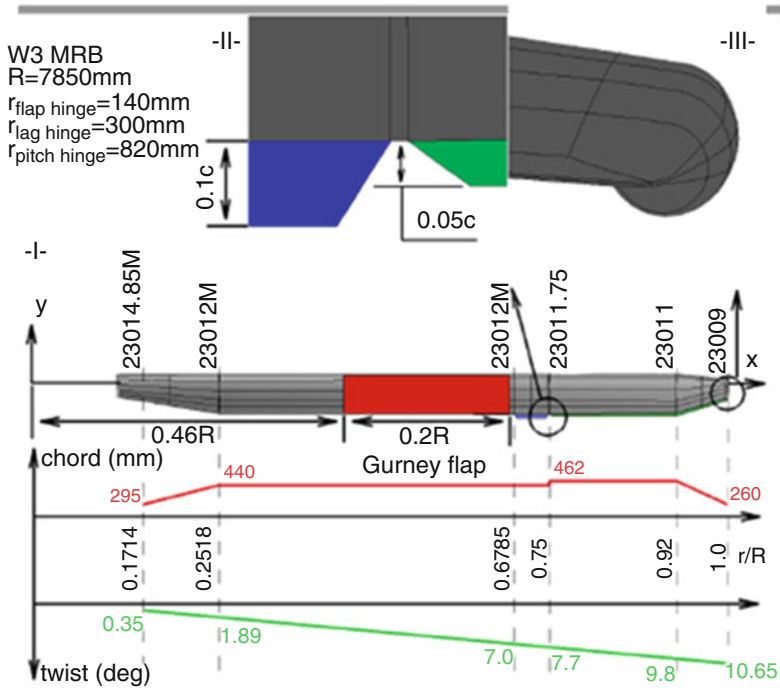 -II-
-III-
W3 MRB
R=7850mm
r flap hinge=140mm
r lag hinge=300mm
r pitch hinge=820mm
0.1c
0.05c
-I-
23014.85M
23012M
23012M
23011.75
23011
23009
y
x
0.46R
0.2R
chord (mm)
Gurney flap
295
440
462
260
0.1714
0.2518
0.6785
0.75
0.92
1.0
r/R
0.35
1.89
7.0
7.7
9.8
10.65
twist (deg)